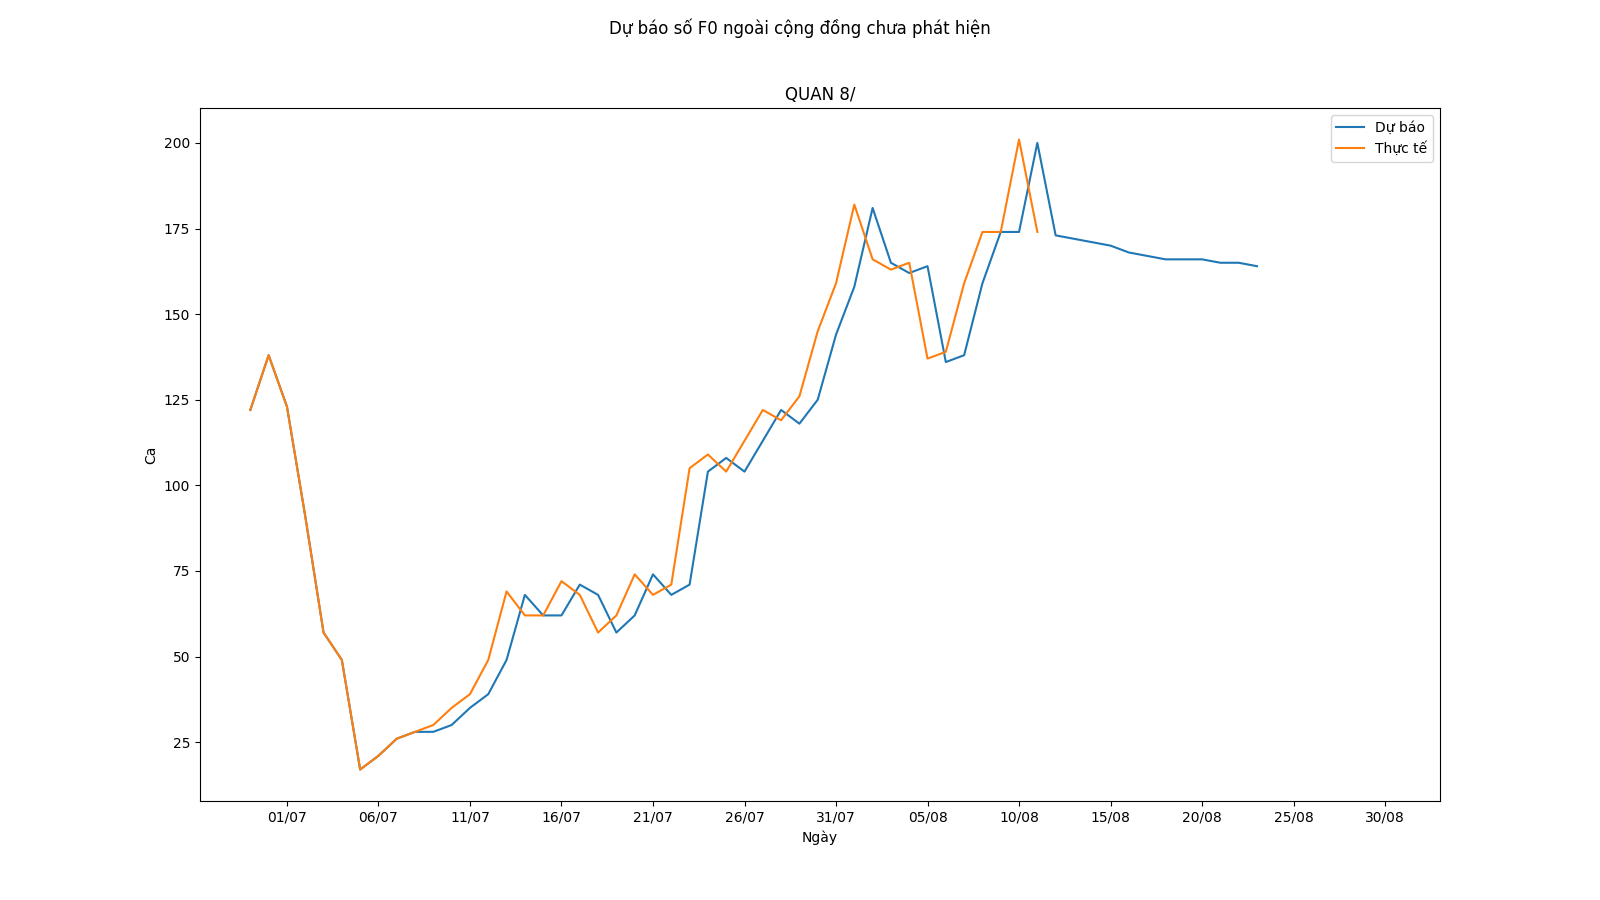 Dự báo số F0 ngoài cộng đồng chưa phát hiện
QUAN 8/
Dự báo
Thực tế
200
175
150
125
100
75
50
25
Ca
01/07 06/07 11/07 16/07 21/07 26/07 31/07 05/08 10/08 15/08 20/08 25/08 30/08
Ngày